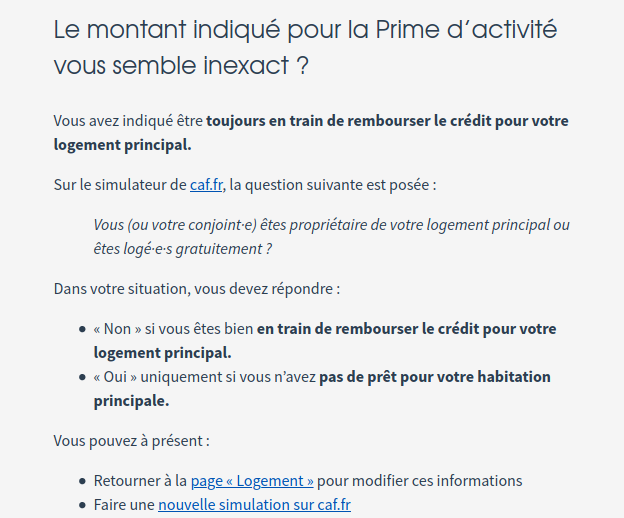 Le montant indiqué pour la Prime d’activité
vous semble inexact ?
Vous avez indiqué être toujours en train de rembourser le crédit pour votre
logement principal.
Sur le simulateur de caf.fr, la question suivante est posée :
Vous (ou votre conjoint·e) êtes propriétaire de votre logement principal ou
êtes logé·e·s gratuitement ?
Dans votre situation, vous devez répondre :
● « Non » si vous êtes bien en train de rembourser le crédit pour votre
logement principal.
● « Oui » uniquement si vous n’avez pas de prêt pour votre habitation
principale.
Vous pouvez à présent :
● Retourner à la page « Logement » pour modifier ces informations
● Faire une nouvelle simulation sur caf.fr